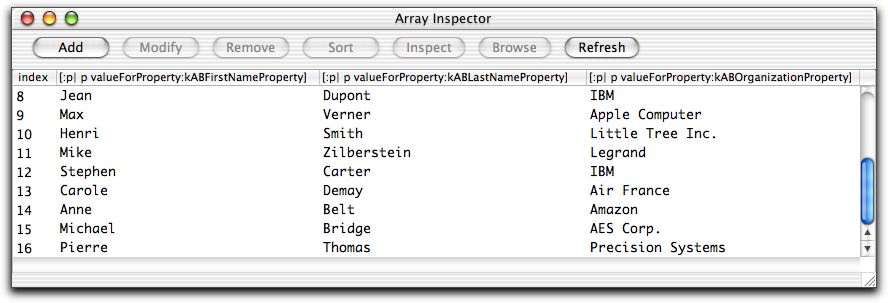 Array Inspector
Add Modify Remove Sort Inspect Browse Refresh
index [:p| p valueForProperty:kABFirstNameProperty] [:p| p valueForProperty:kABLastNameProperty] [:p| p valueForProperty:kABOrganizationProperty]
8 Jean Dupont IBM
9 Max Verner Apple Computer
10 Henri Smith Little Tree Inc.
11 Mike Zilberstein Legrand
12 Stephen Carter IBM
13 Carole Demay Air France
14 Anne Belt Amazon
15 Michael Bridge AES Corp.
16 Pierre Thomas Precision Systems